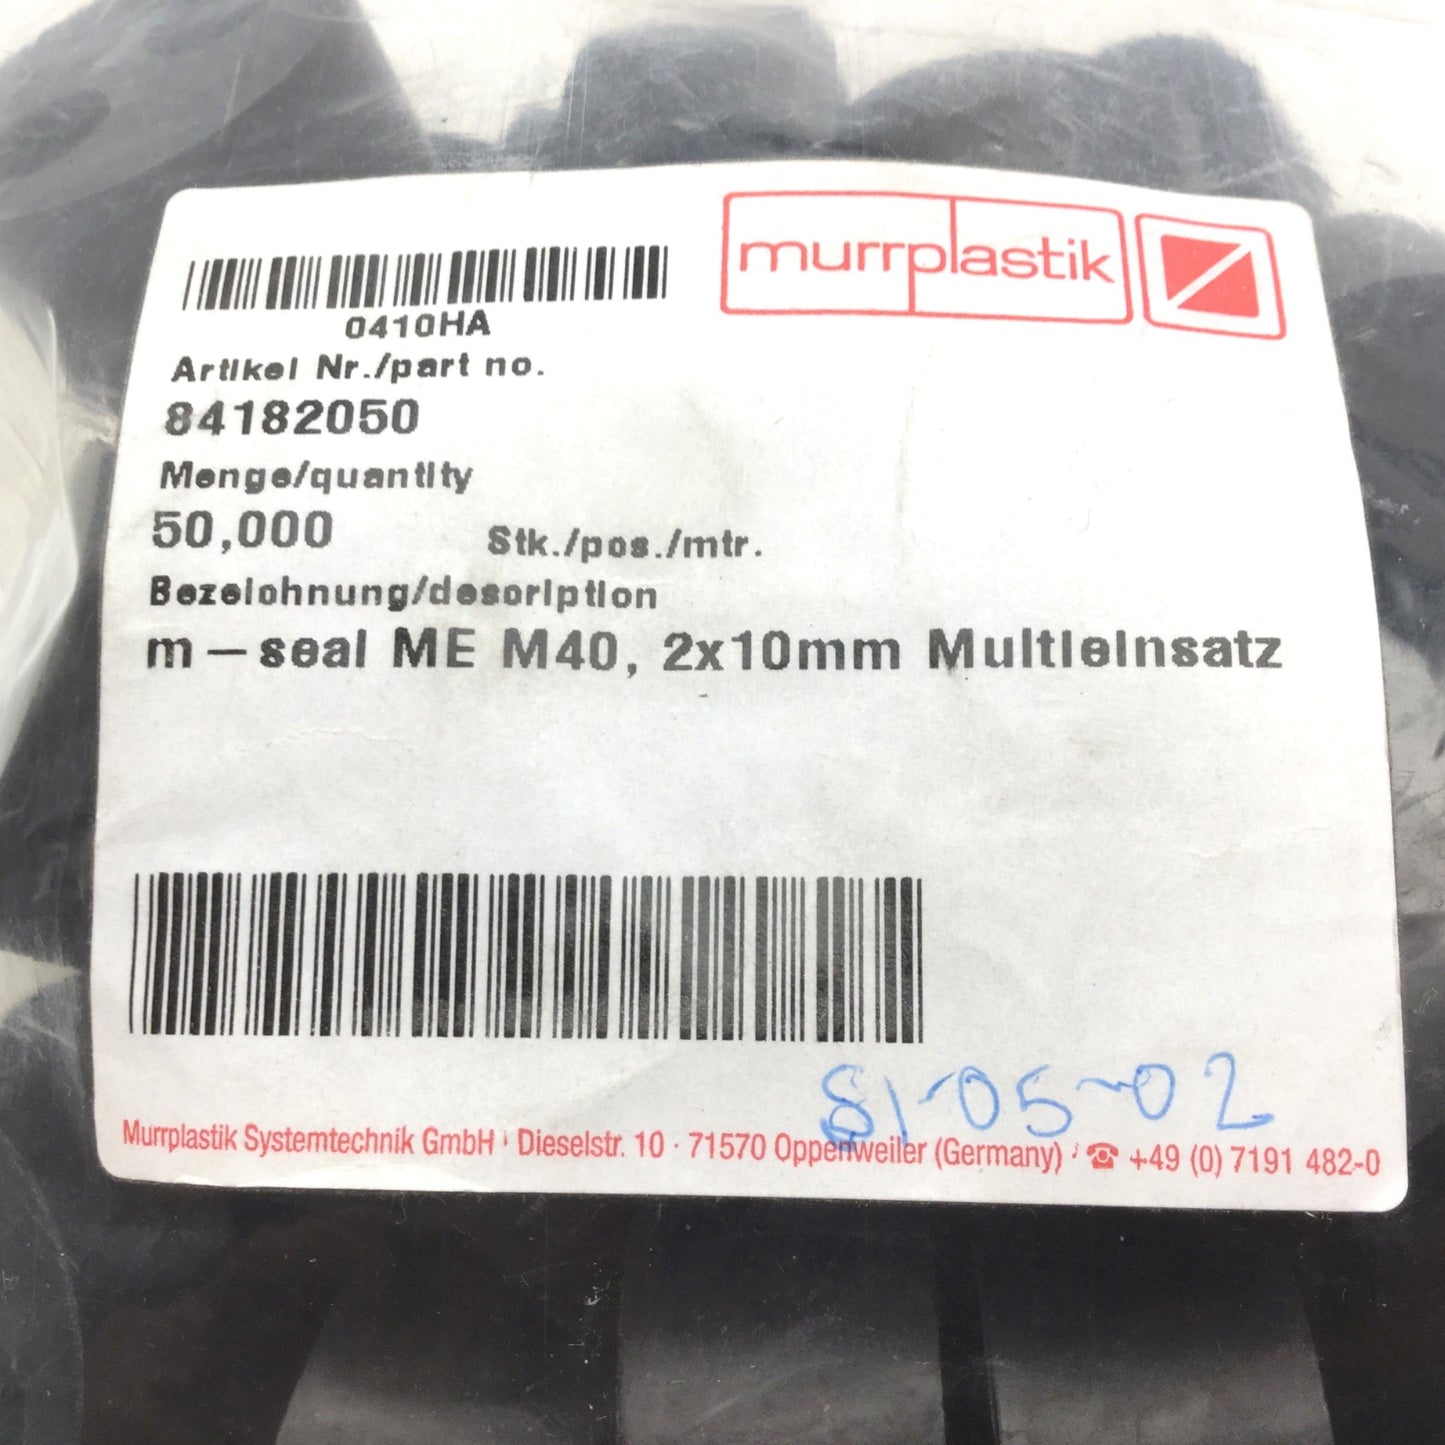 murrplastik
0410HA
Artikel Nr./part no.
84182050
Menge/quantity
50,000 Stk./pos./mtr.
Bezeichnung/description
m-seal ME M40, 2x10mm Multieinsatz
S1-05-02
Murrplastik Systemtechnik GmbH · Dieselstr. 10 · 71570 Oppenweiler (Germany) · ☎ +49 (0) 7191 482-0